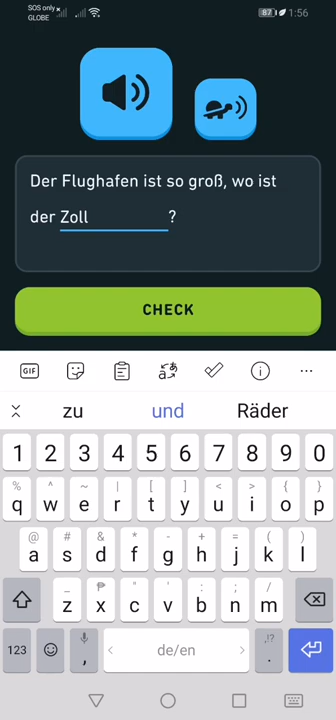 SOS only
GLOBE
87
1:56
Der Flughafen ist so groß, wo ist
der Zoll ?
CHECK
GIF
zu und Räder
1 2 3 4 5 6 7 8 9 0
% ^ ~ | [ ] < > { }
q w e r t y u i o p
@ # & * - + = ( )
a s d f g h j k l
_ ₱ " ' : ; /
z x c v b n m
123 , < de/en > ,!? .